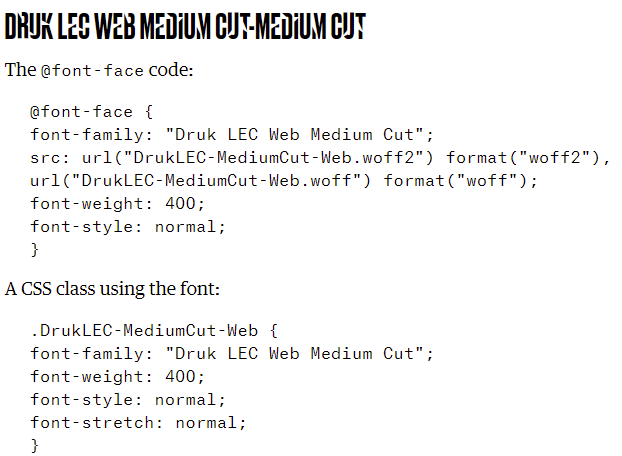 DRUK LEC WEB MEDIUM CUT-MEDIUM CUT
The @font-face code:
@font-face {
font-family: "Druk LEC Web Medium Cut";
src: url("DrukLEC-MediumCut-Web.woff2") format("woff2"),
url("DrukLEC-MediumCut-Web.woff") format("woff");
font-weight: 400;
font-style: normal;
}
A CSS class using the font:
.DrukLEC-MediumCut-Web {
font-family: "Druk LEC Web Medium Cut";
font-weight: 400;
font-style: normal;
font-stretch: normal;
}